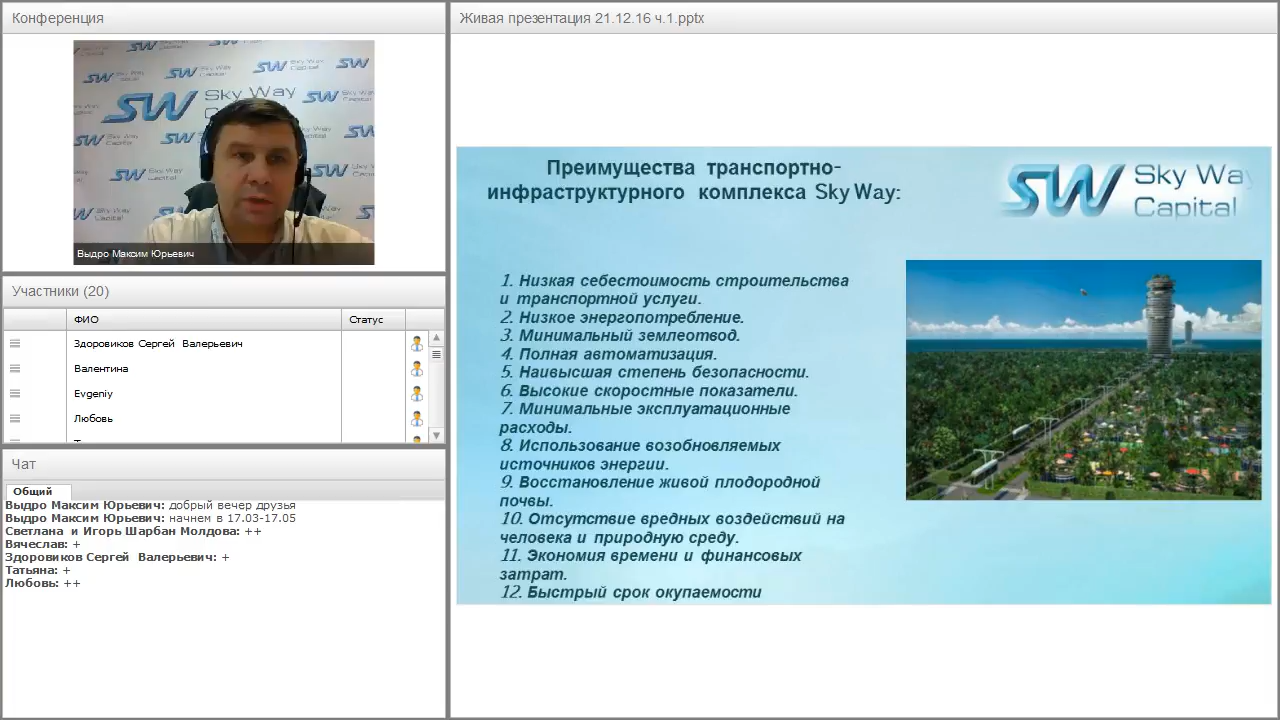 Конференция
Sky Way
Выдро Максим Юрьевич
Участники (20)
ФИО
Статус
Здоровиков Сергей Валерьевич
Валентина
Evgeniy
Любовь
Чат
Общий
Выдро Максим Юрьевич: добрый вечер друзья
Выдро Максим Юрьевич: начнем в 17.03-17.05
Светлана и Игорь Шарбан Молдова: ++
Вячеслав: +
Здоровиков Сергей Валерьевич: +
Татьяна: +
Любовь: ++
Живая презентация 21.12.16 ч.1.pptx
Преимущества транспортно-
инфраструктурного комплекса Sky Way:
SW Sky Way
Capital
1. Низкая себестоимость строительства
и транспортной услуги.
2. Низкое энергопотребление.
3. Минимальный землеотвод.
4. Полная автоматизация.
5. Наивысшая степень безопасности.
6. Высокие скоростные показатели.
7. Минимальные эксплуатационные
расходы.
8. Использование возобновляемых
источников энергии.
9. Восстановление живой плодородной
почвы.
10. Отсутствие вредных воздействий на
человека и природную среду.
11. Экономия времени и финансовых
затрат.
12. Быстрый срок окупаемости